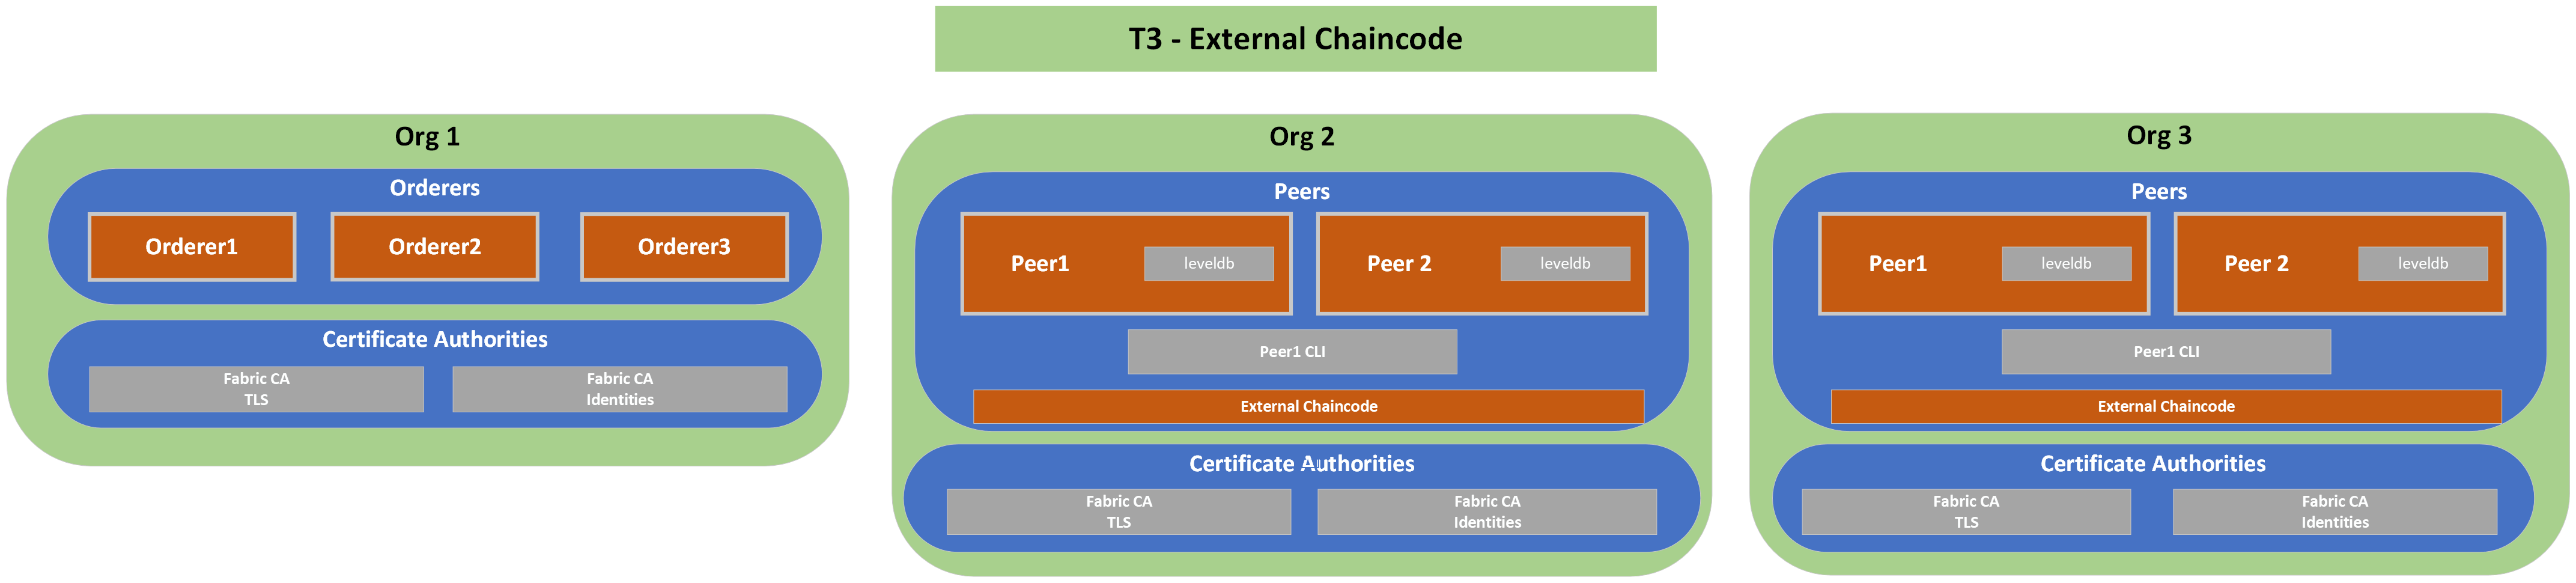 T3 - External Chaincode
Org 1
Orderers
Orderer1
Orderer2
Orderer3
Certificate Authorities
Fabric CA
TLS
Fabric CA
Identities
Org 2
Peers
Peer1
leveldb
Peer 2
leveldb
Peer1 CLI
External Chaincode
Certificate Authorities
Fabric CA
TLS
Fabric CA
Identities
Org 3
Peers
Peer1
leveldb
Peer 2
leveldb
Peer1 CLI
External Chaincode
Certificate Authorities
Fabric CA
TLS
Fabric CA
Identities